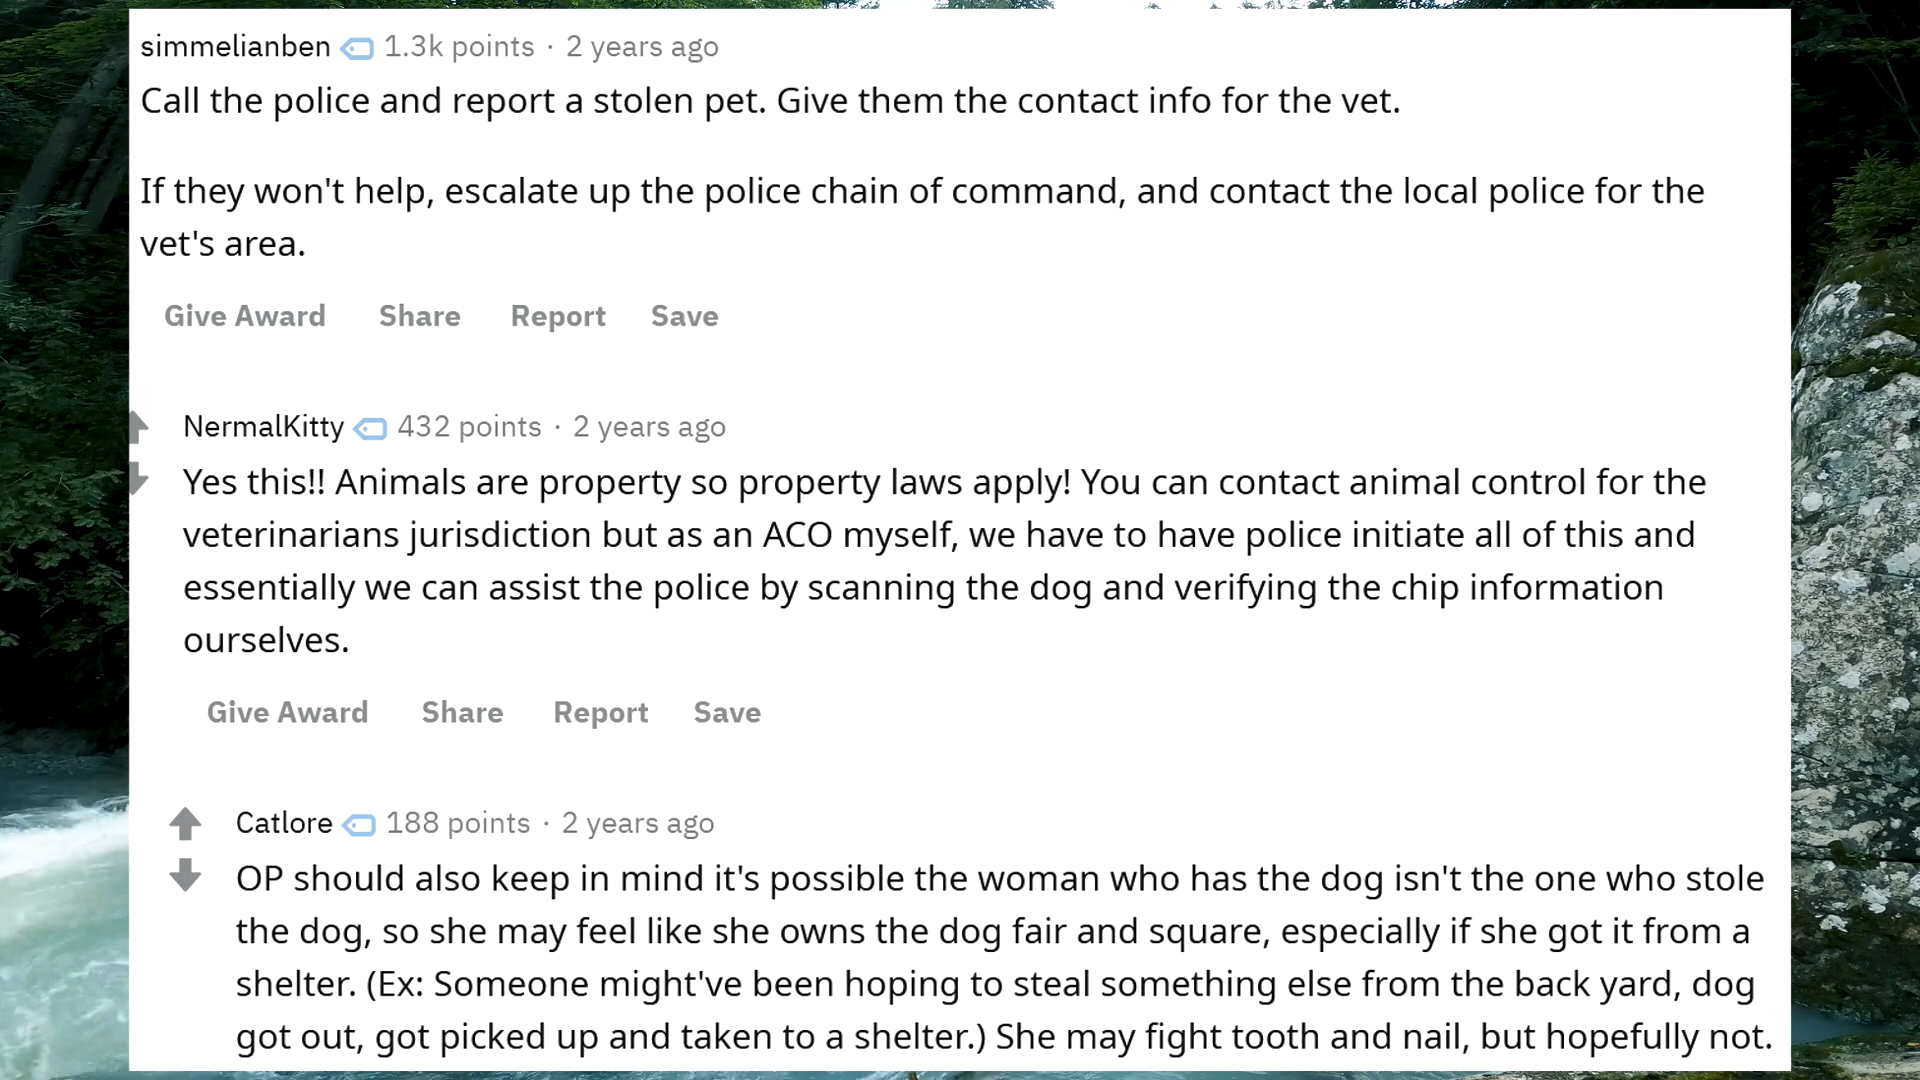 simmelianben 1.3k points · 2 years ago
Call the police and report a stolen pet. Give them the contact info for the vet.
If they won't help, escalate up the police chain of command, and contact the local police for the
vet's area.
Give Award Share Report Save
NermalKitty 432 points · 2 years ago
Yes this!! Animals are property so property laws apply! You can contact animal control for the
veterinarians jurisdiction but as an ACO myself, we have to have police initiate all of this and
essentially we can assist the police by scanning the dog and verifying the chip information
ourselves.
Give Award Share Report Save
Catlore 188 points · 2 years ago
OP should also keep in mind it's possible the woman who has the dog isn't the one who stole
the dog, so she may feel like she owns the dog fair and square, especially if she got it from a
shelter. (Ex: Someone might've been hoping to steal something else from the back yard, dog
got out, got picked up and taken to a shelter.) She may fight tooth and nail, but hopefully not.